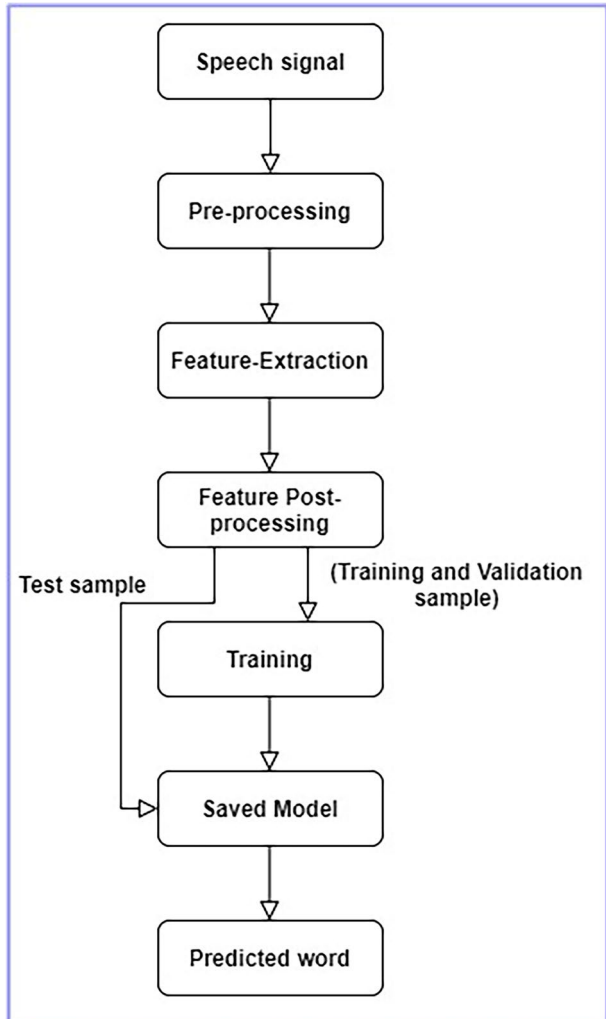 Speech signal
Pre-processing
Feature-Extraction
Feature Post-
processing
Test sample
(Training and Validation
sample)
Training
Saved Model
Predicted word